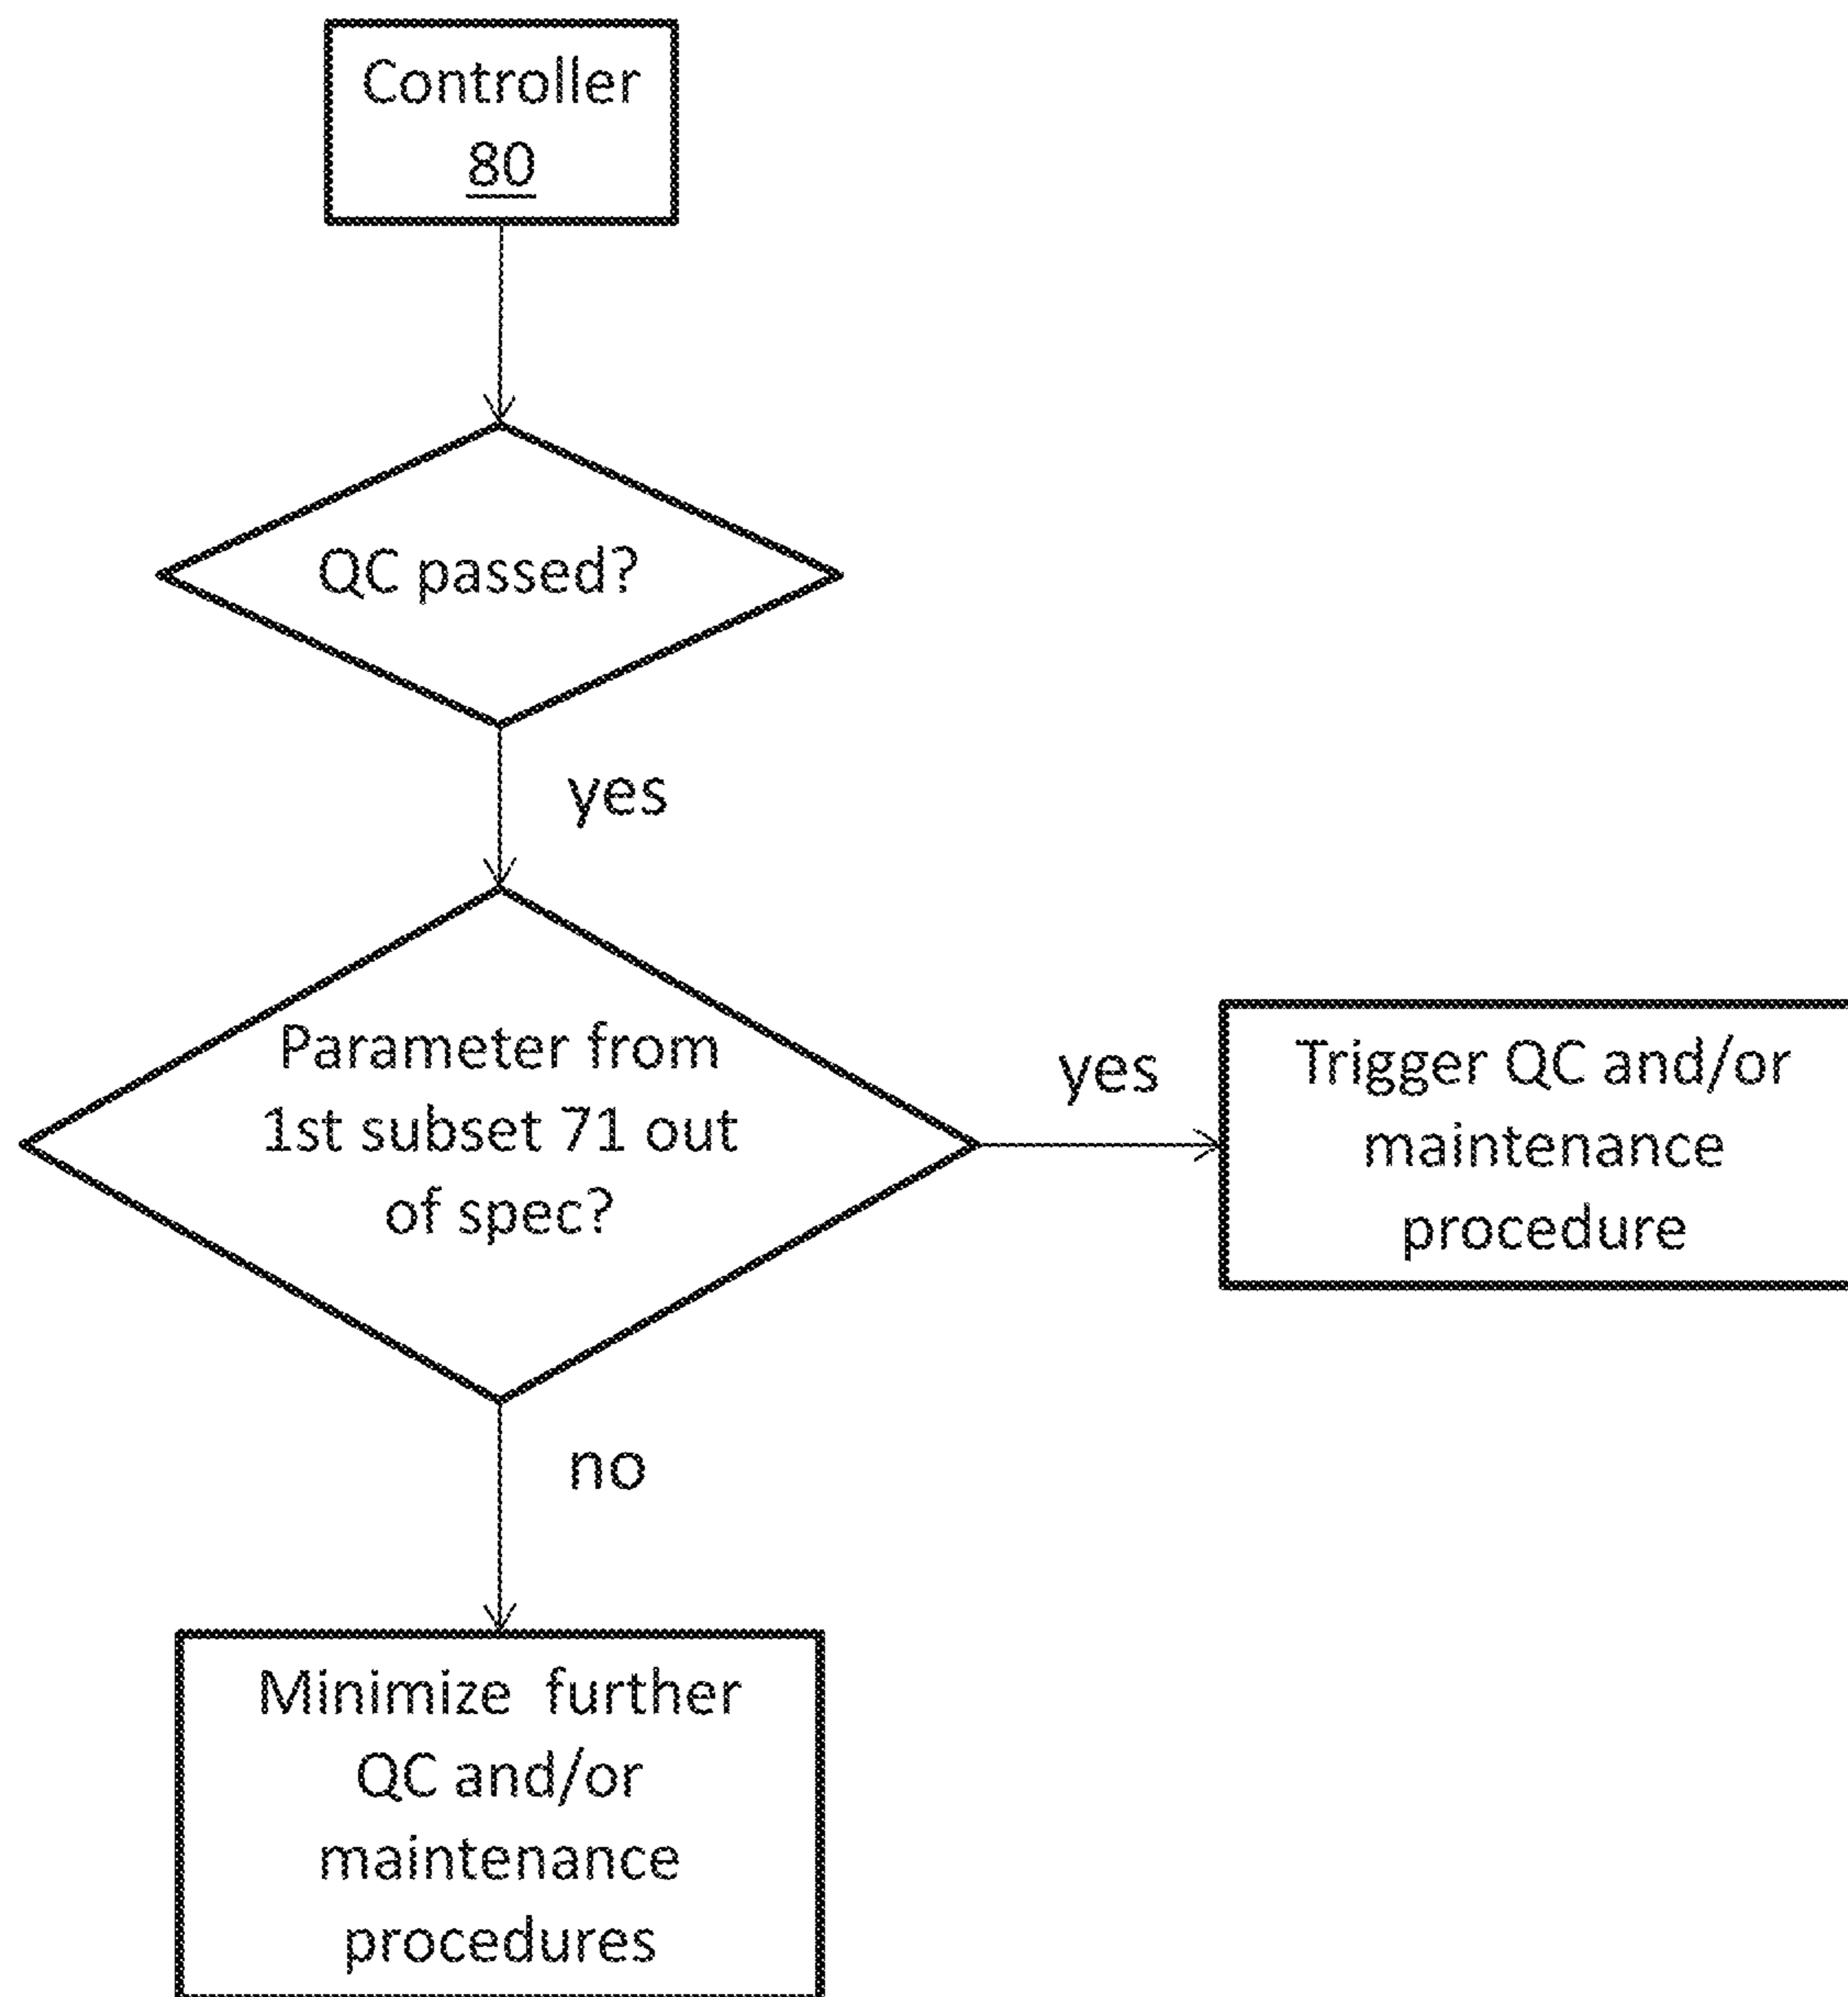 Controller
80
QC passed?
yes
Parameter from
1st subset 71 out
of spec?
yes
Trigger QC and/or
maintenance
procedure
no
Minimize further
QC and/or
maintenance
procedures